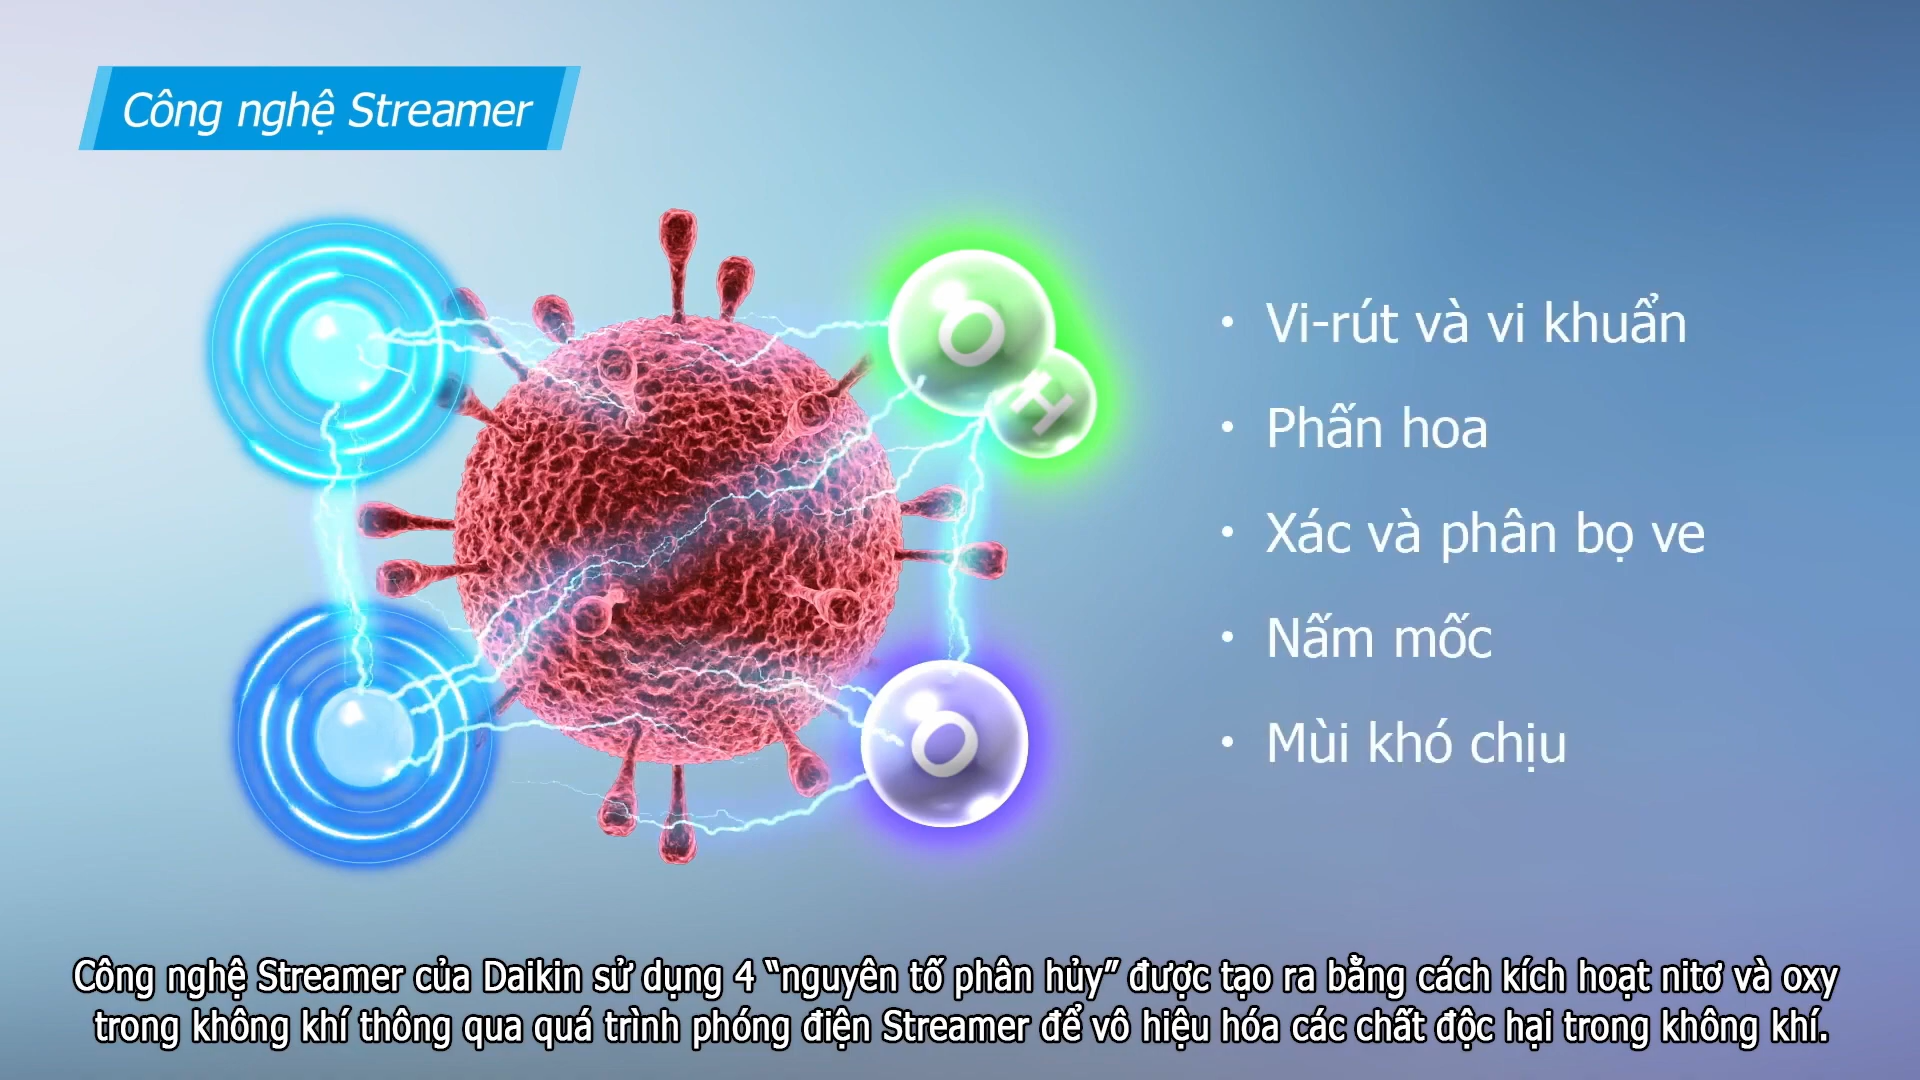 Công nghệ Streamer
O
H
O
• Vi-rút và vi khuẩn
• Phấn hoa
• Xác và phân bọ ve
• Nấm mốc
• Mùi khó chịu
Công nghệ Streamer của Daikin sử dụng 4 “nguyên tố phân hủy” được tạo ra bằng cách kích hoạt nitơ và oxy
trong không khí thông qua quá trình phóng điện Streamer để vô hiệu hóa các chất độc hại trong không khí.